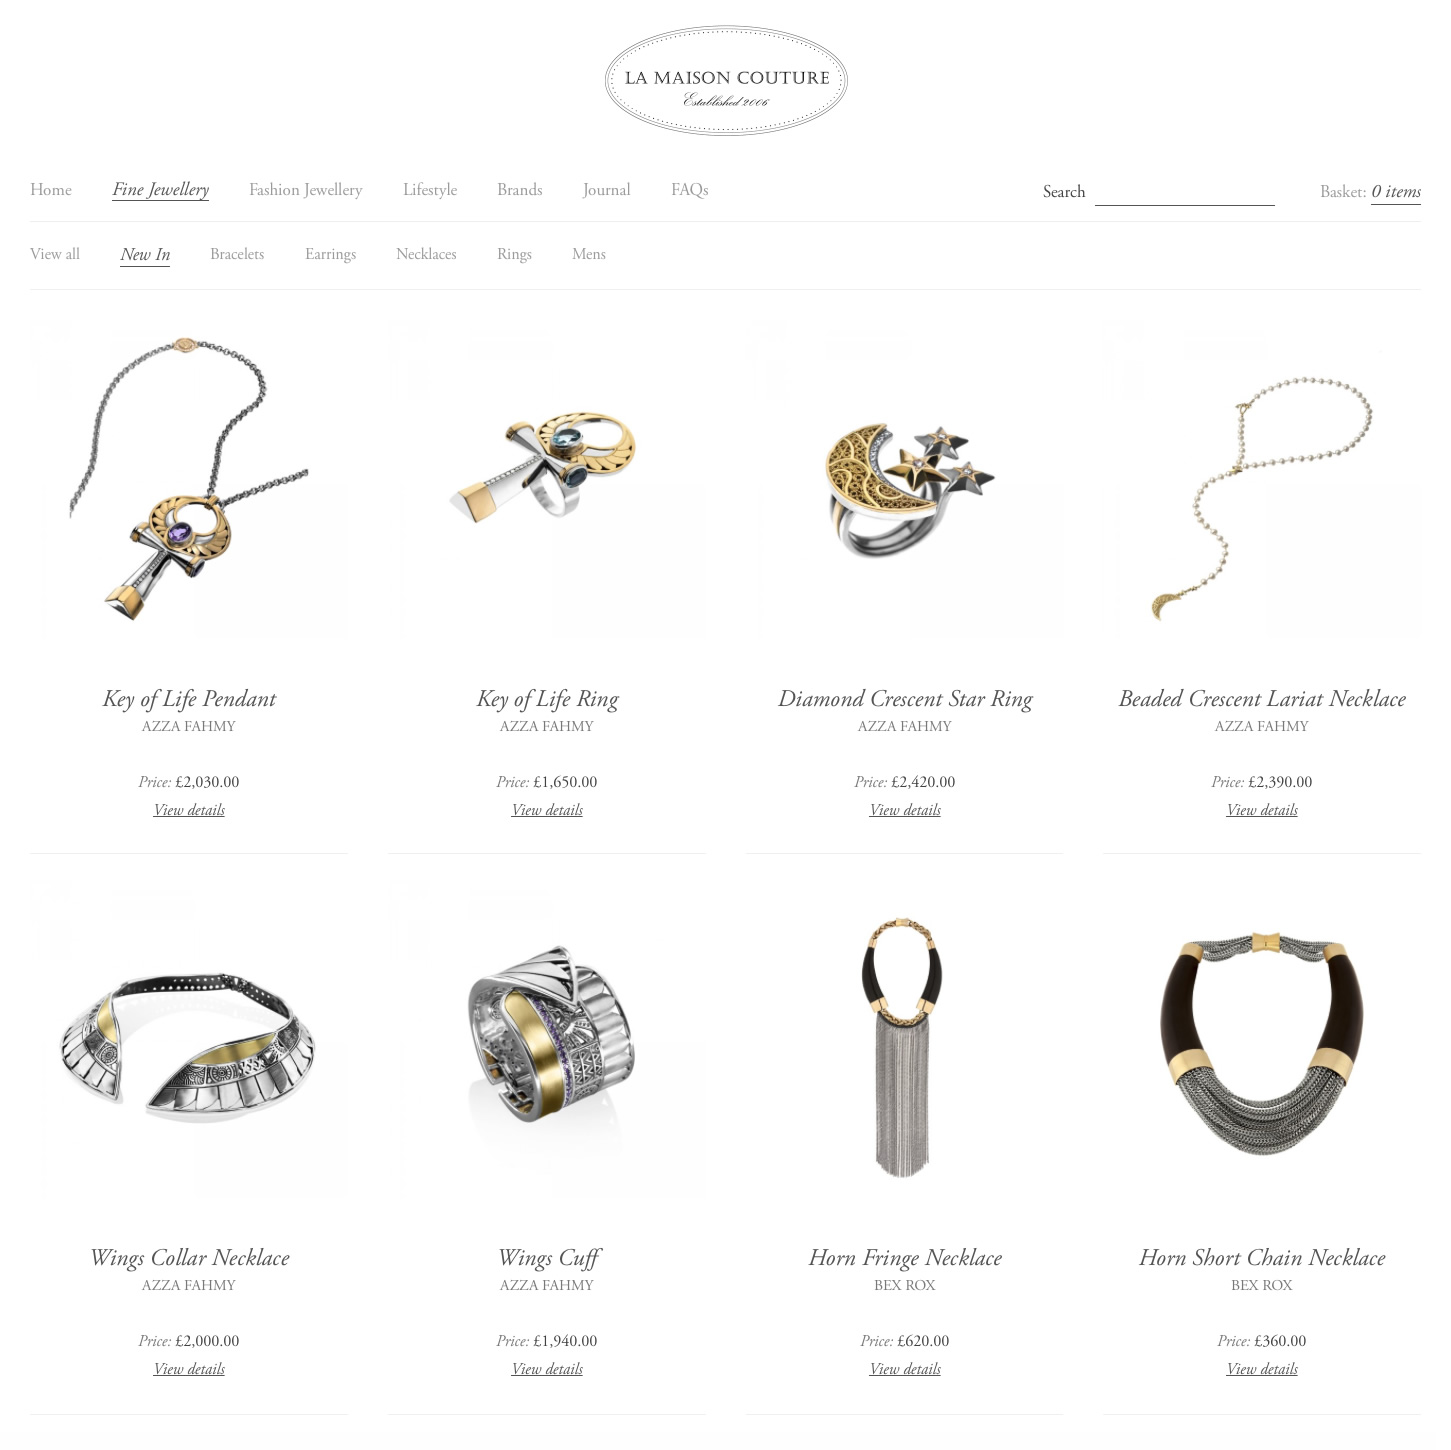 LA MAISON COUTURE
Established 2006
Home Fine Jewellery Fashion Jewellery Lifestyle Brands Journal FAQs Search Basket: 0 items
View all New In Bracelets Earrings Necklaces Rings Mens
Key of Life Pendant Key of Life Ring Diamond Crescent Star Ring Beaded Crescent Lariat Necklace
AZZA FAHMY AZZA FAHMY AZZA FAHMY AZZA FAHMY
Price: £2,030.00 Price: £1,650.00 Price: £2,420.00 Price: £2,390.00
View details View details View details View details
Wings Collar Necklace Wings Cuff Horn Fringe Necklace Horn Short Chain Necklace
AZZA FAHMY AZZA FAHMY BEX ROX BEX ROX
Price: £2,000.00 Price: £1,940.00 Price: £620.00 Price: £360.00
View details View details View details View details